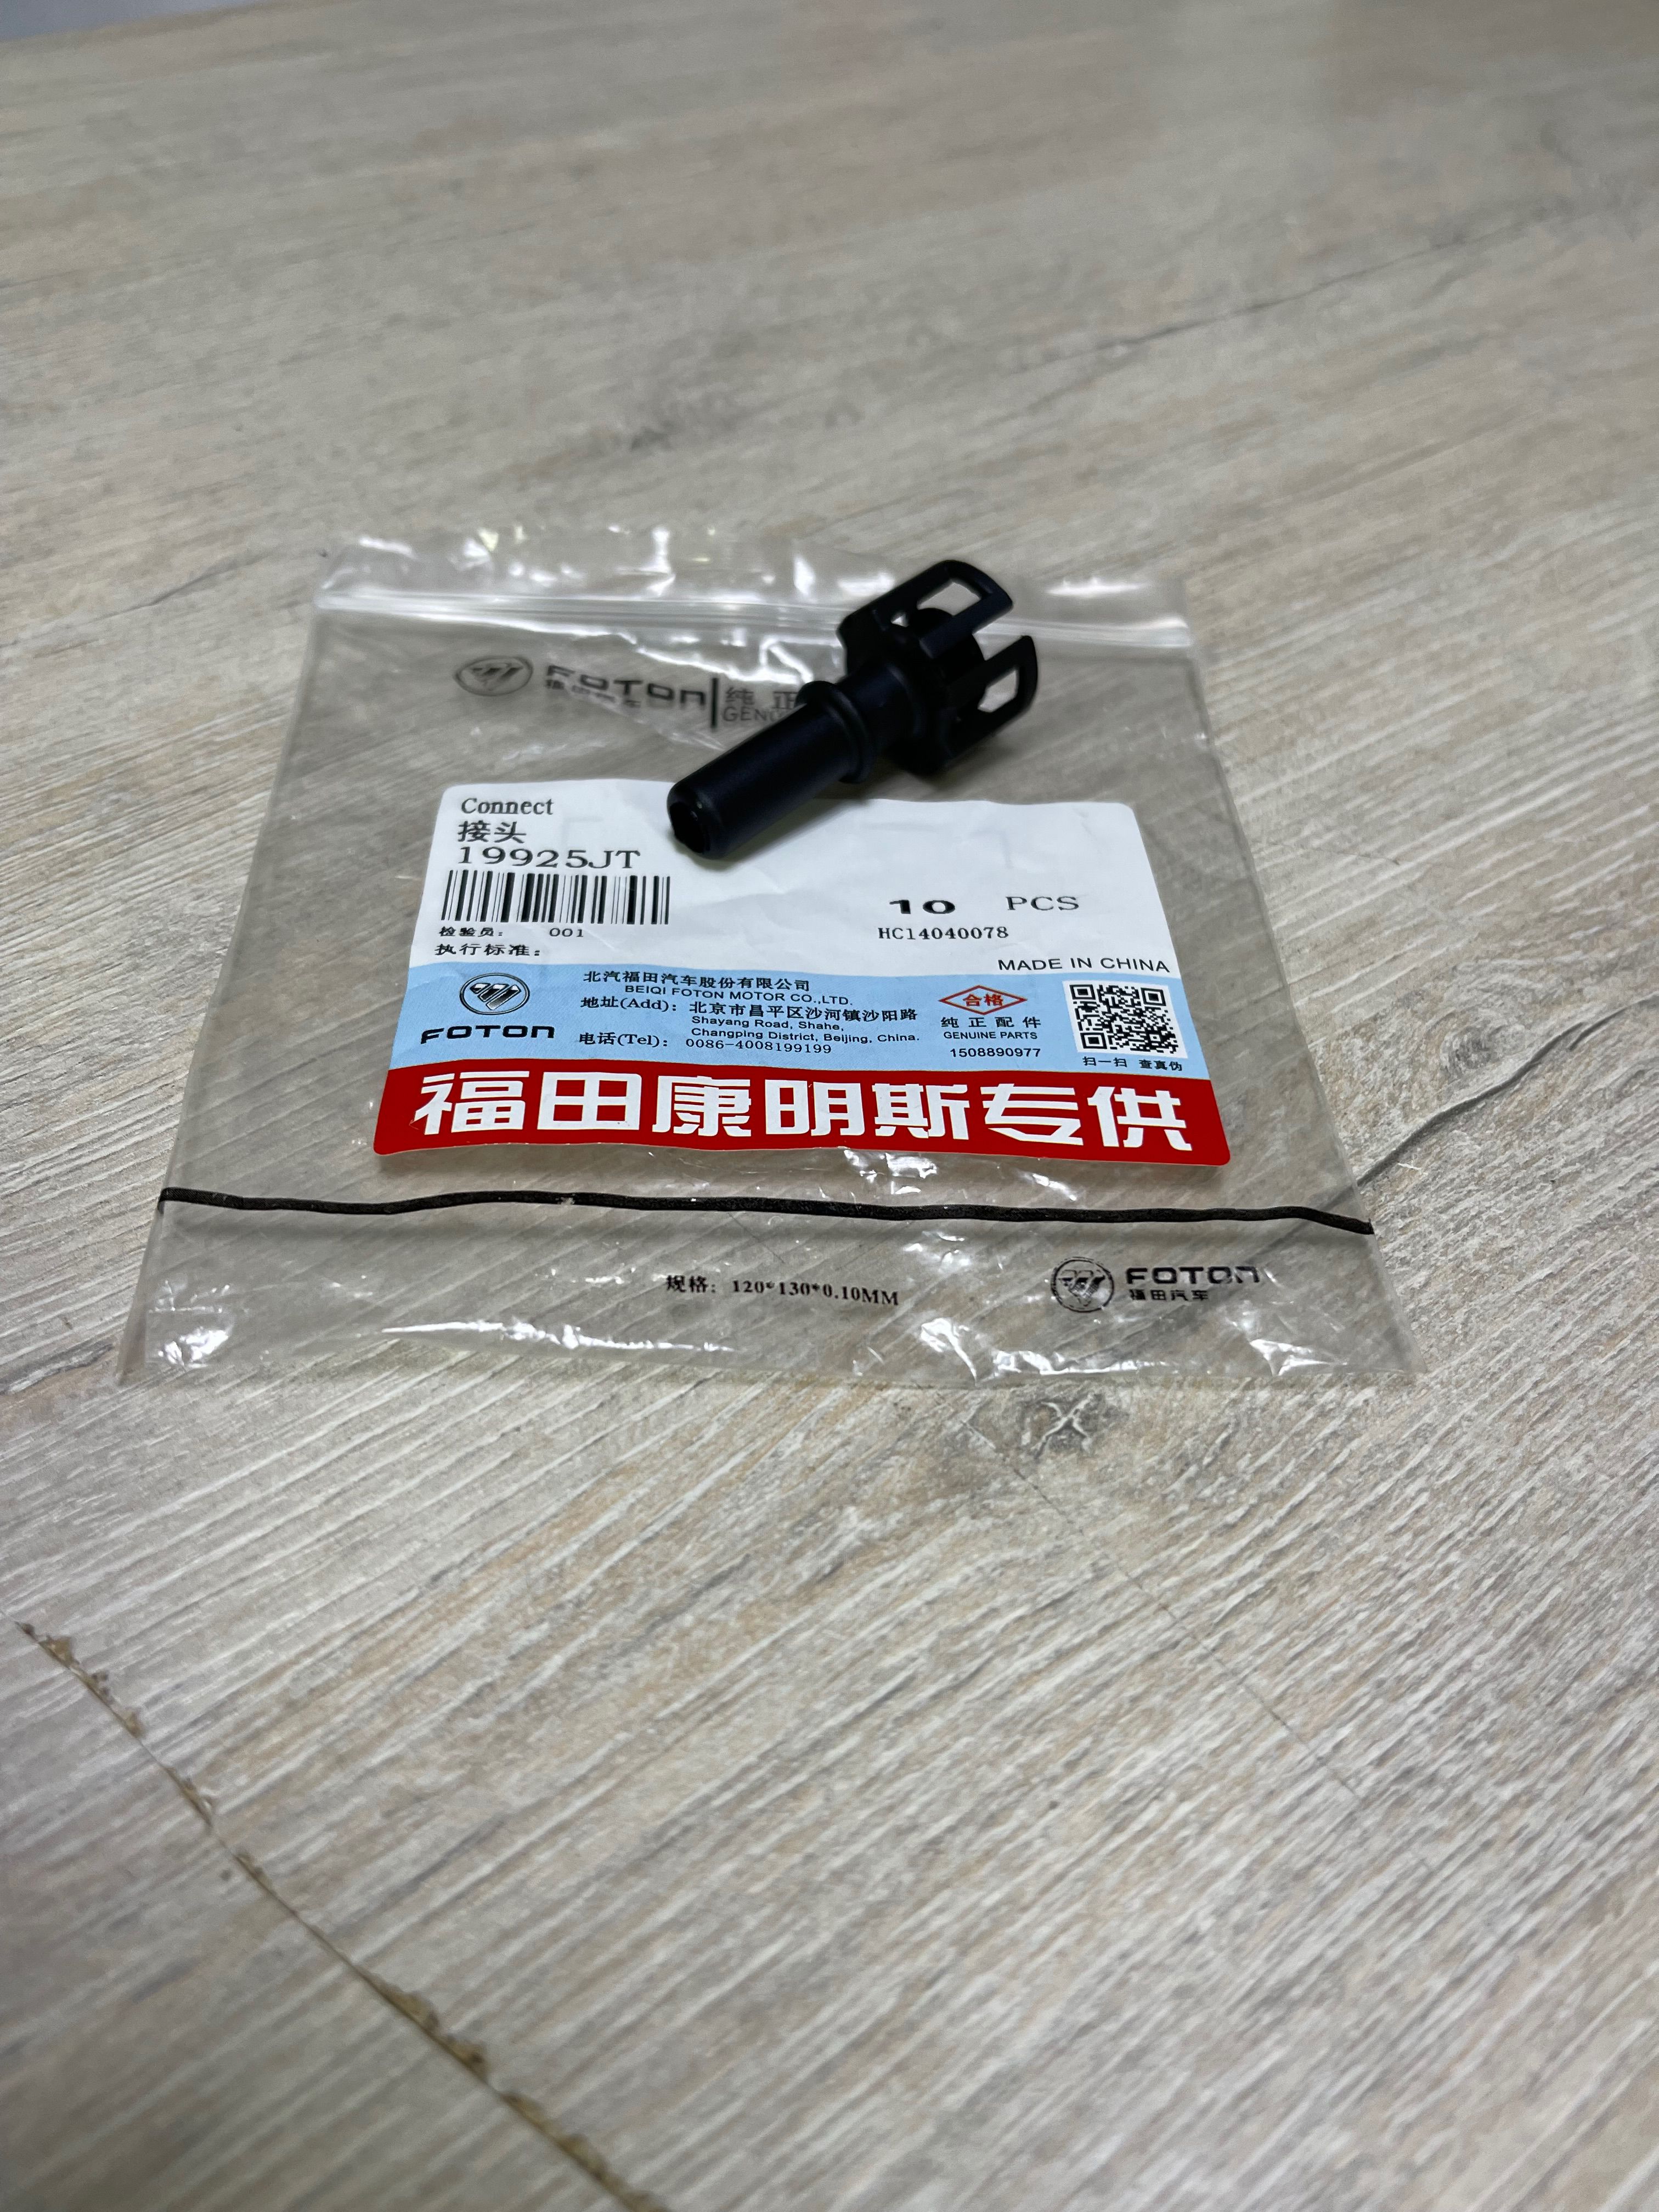 FOTON
福田汽车
纯正
GENU
Connect
接头
19925JT
10 PCS
检验员： 001
HC14040078
执行标准：
MADE IN CHINA
FOTON
北汽福田汽车股份有限公司
BEIQI FOTON MOTOR CO.,LTD.
地址(Add)：北京市昌平区沙河镇沙阳路
Shayang Road, Shahe,
Changping District, Beijing, China.
电话(Tel)： 0086-4008199199
合格
纯正配件
GENUINE PARTS
1508890977
扫一扫 查真伪
福田康明斯专供
规格：120*130*0.10MM
FOTON
福田汽车